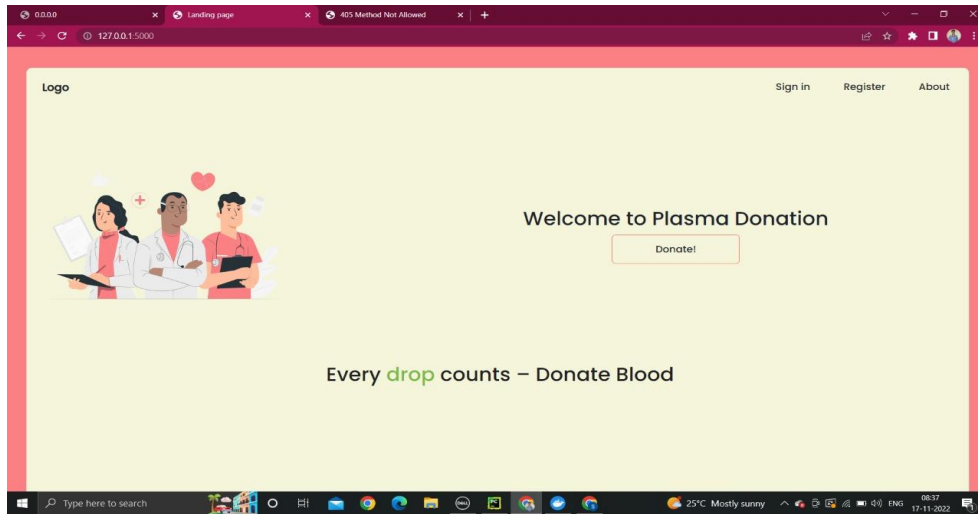 0.0.0.0
Landing page
405 Method Not Allowed
127.0.0.1:5000
Logo
Sign in
Register
About
Welcome to Plasma Donation
Donate!
Every drop counts – Donate Blood
Type here to search
DELL
PC
25°C Mostly sunny
ENG
08:37
17-11-2022